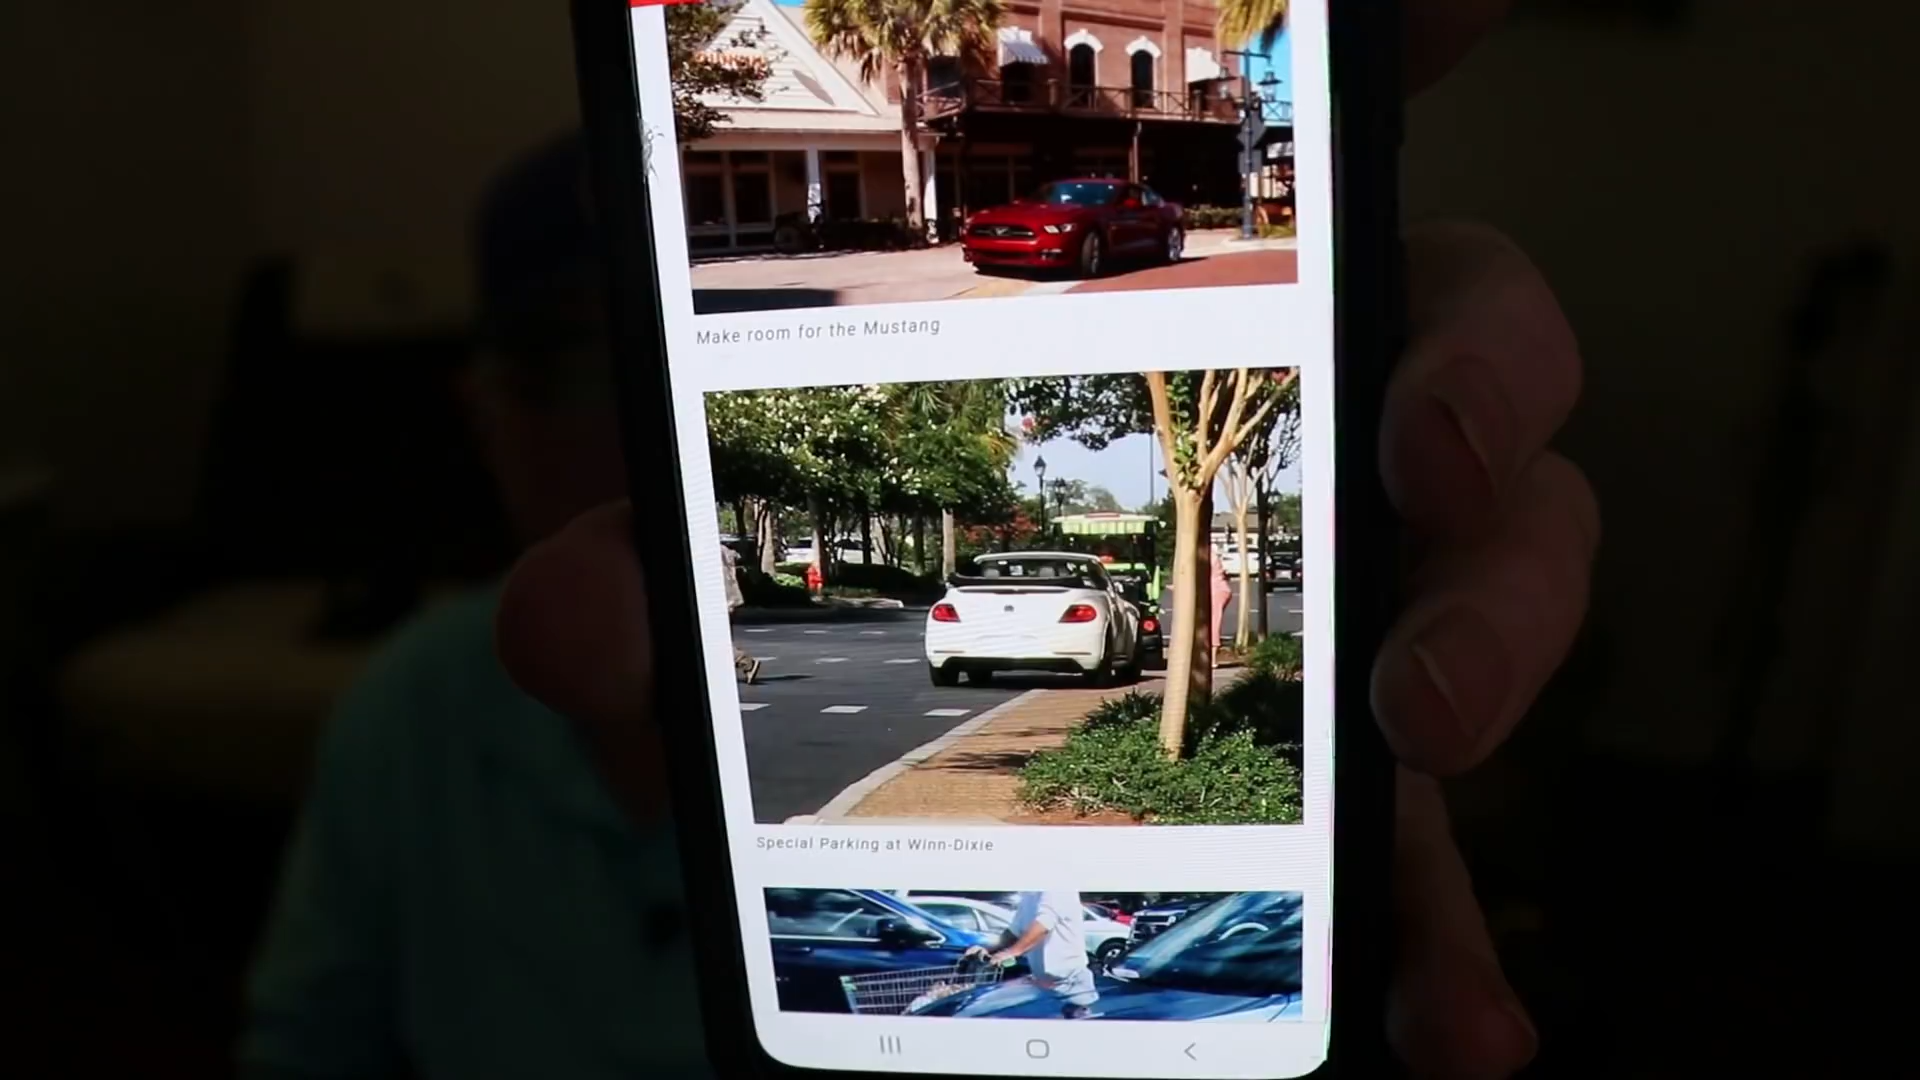 Make room for the Mustang
Special Parking at Winn-Dixie